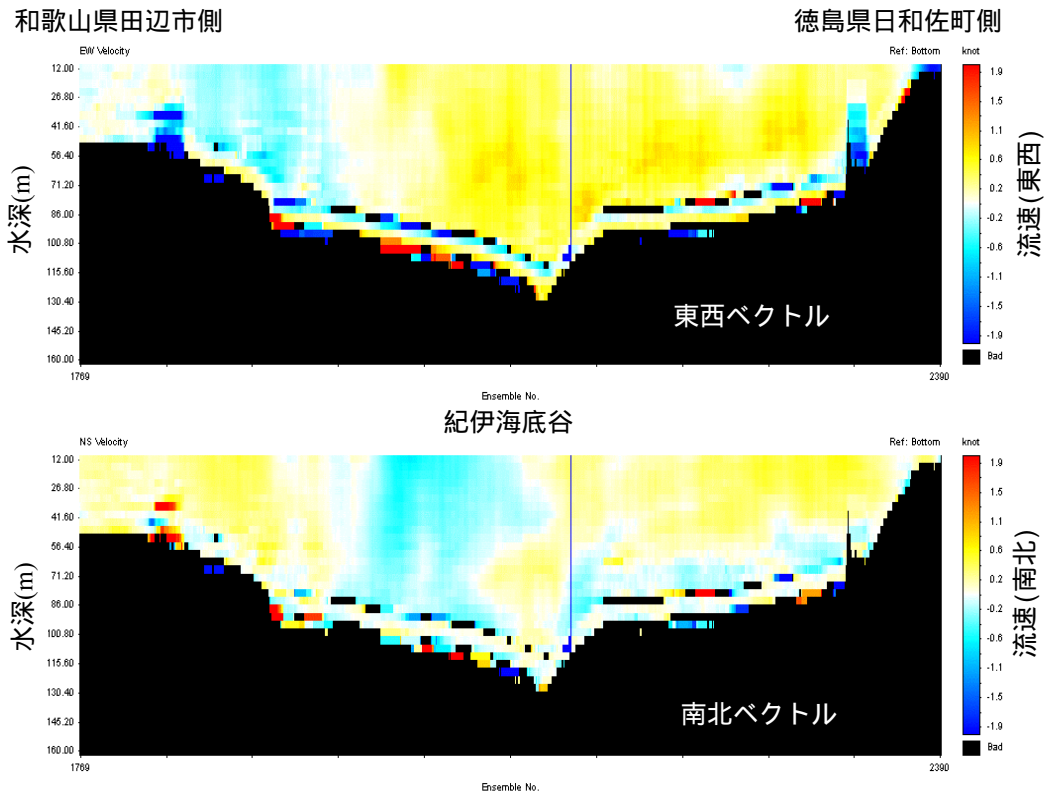 和歌山県田辺市側
徳島県日和佐町側
EW Velocity
Ref: Bottom
knot
12.00
26.80
41.60
56.40
71.20
86.00
100.80
115.60
130.40
145.20
160.00
水深(m)
1.9
1.5
1.1
0.6
0.2
-0.2
-0.6
-1.1
-1.5
-1.9
Bad
流速(東西)
東西ベクトル
1769
2390
Ensemble No.
紀伊海底谷
NS Velocity
Ref: Bottom
knot
12.00
26.80
41.60
56.40
71.20
86.00
100.80
115.60
130.40
145.20
160.00
水深(m)
1.9
1.5
1.1
0.6
0.2
-0.2
-0.6
-1.1
-1.5
-1.9
Bad
流速(南北)
南北ベクトル
1769
2390
Ensemble No.